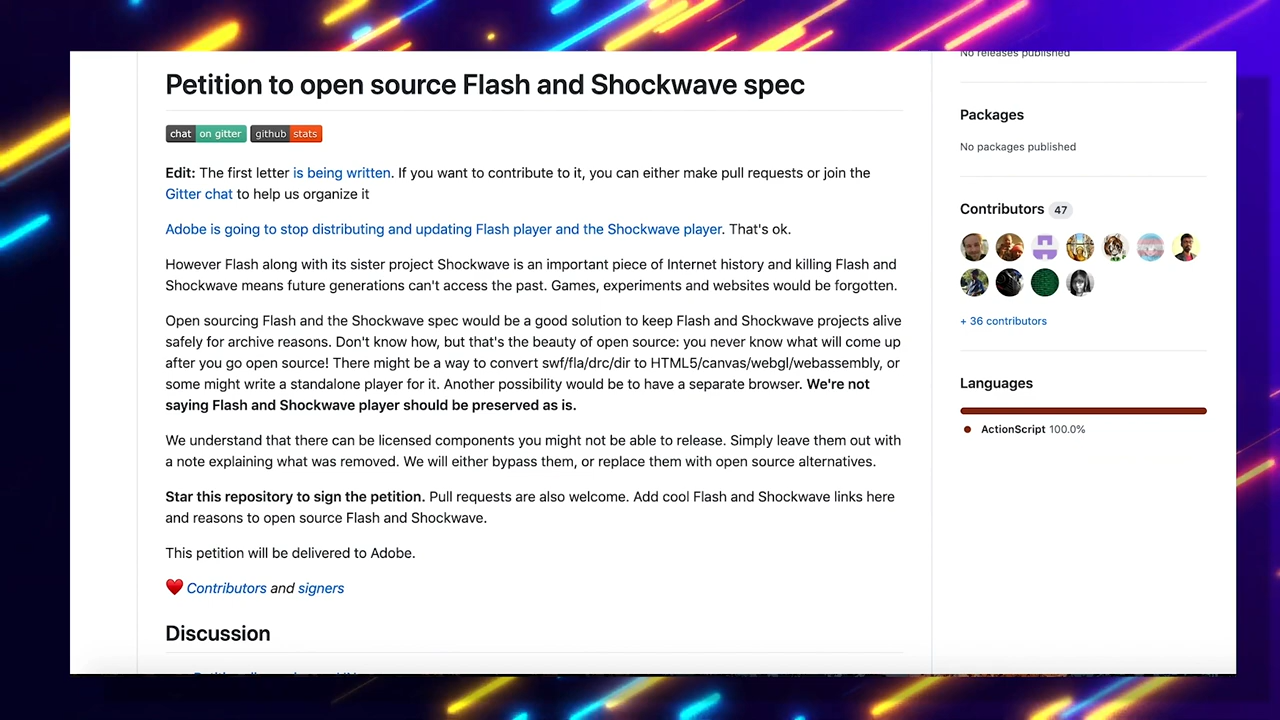 Petition to open source Flash and Shockwave spec
chat on gitter github stats
Edit: The first letter is being written. If you want to contribute to it, you can either make pull requests or join the
Gitter chat to help us organize it
Adobe is going to stop distributing and updating Flash player and the Shockwave player. That's ok.
However Flash along with its sister project Shockwave is an important piece of Internet history and killing Flash and
Shockwave means future generations can't access the past. Games, experiments and websites would be forgotten.
Open sourcing Flash and the Shockwave spec would be a good solution to keep Flash and Shockwave projects alive
safely for archive reasons. Don't know how, but that's the beauty of open source: you never know what will come up
after you go open source! There might be a way to convert swf/fla/drc/dir to HTML5/canvas/webgl/webassembly, or
some might write a standalone player for it. Another possibility would be to have a separate browser. We're not
saying Flash and Shockwave player should be preserved as is.
We understand that there can be licensed components you might not be able to release. Simply leave them out with
a note explaining what was removed. We will either bypass them, or replace them with open source alternatives.
Star this repository to sign the petition. Pull requests are also welcome. Add cool Flash and Shockwave links here
and reasons to open source Flash and Shockwave.
This petition will be delivered to Adobe.
Contributors and signers
Discussion
No releases published
Packages
No packages published
Contributors 47
+ 36 contributors
Languages
ActionScript 100.0%